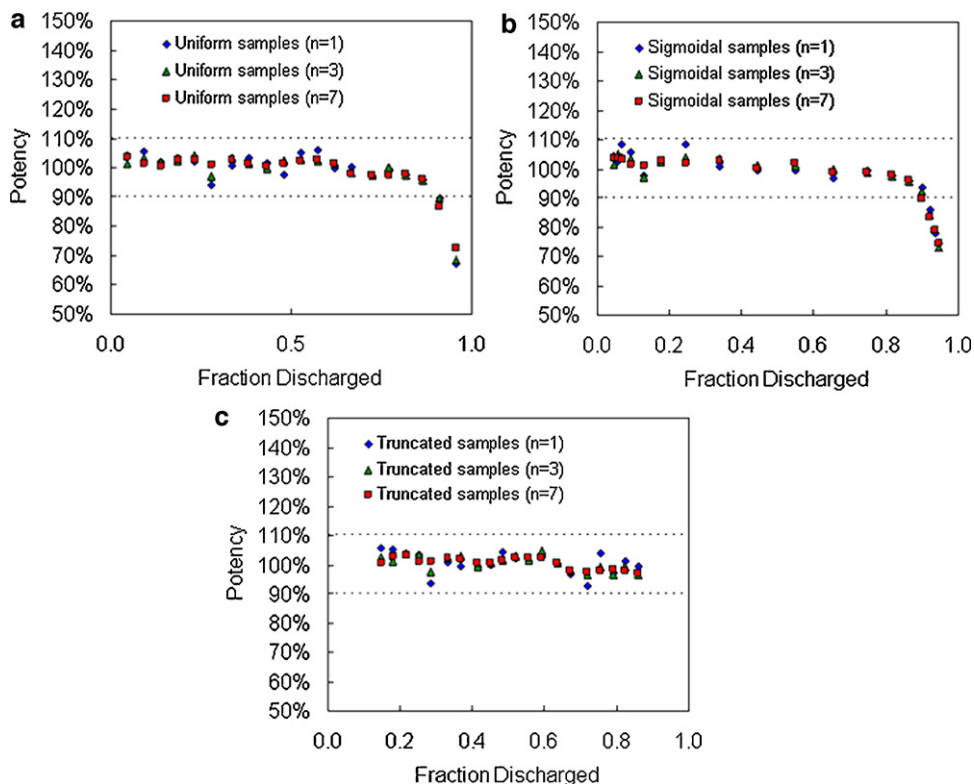 a
150%
140%
130%
120%
110%
100%
90%
80%
70%
60%
50%
Potency
Uniform samples (n=1)
Uniform samples (n=3)
Uniform samples (n=7)
0.0
0.5
1.0
Fraction Discharged
b
150%
140%
130%
120%
110%
100%
90%
80%
70%
60%
50%
Potency
Sigmoidal samples (n=1)
Sigmoidal samples (n=3)
Sigmoidal samples (n=7)
0.0
0.2
0.4
0.6
0.8
1.0
Fraction Discharged
c
150%
140%
130%
120%
110%
100%
90%
80%
70%
60%
50%
Potency
Truncated samples (n=1)
Truncated samples (n=3)
Truncated samples (n=7)
0.0
0.2
0.4
0.6
0.8
1.0
Fraction Discharged